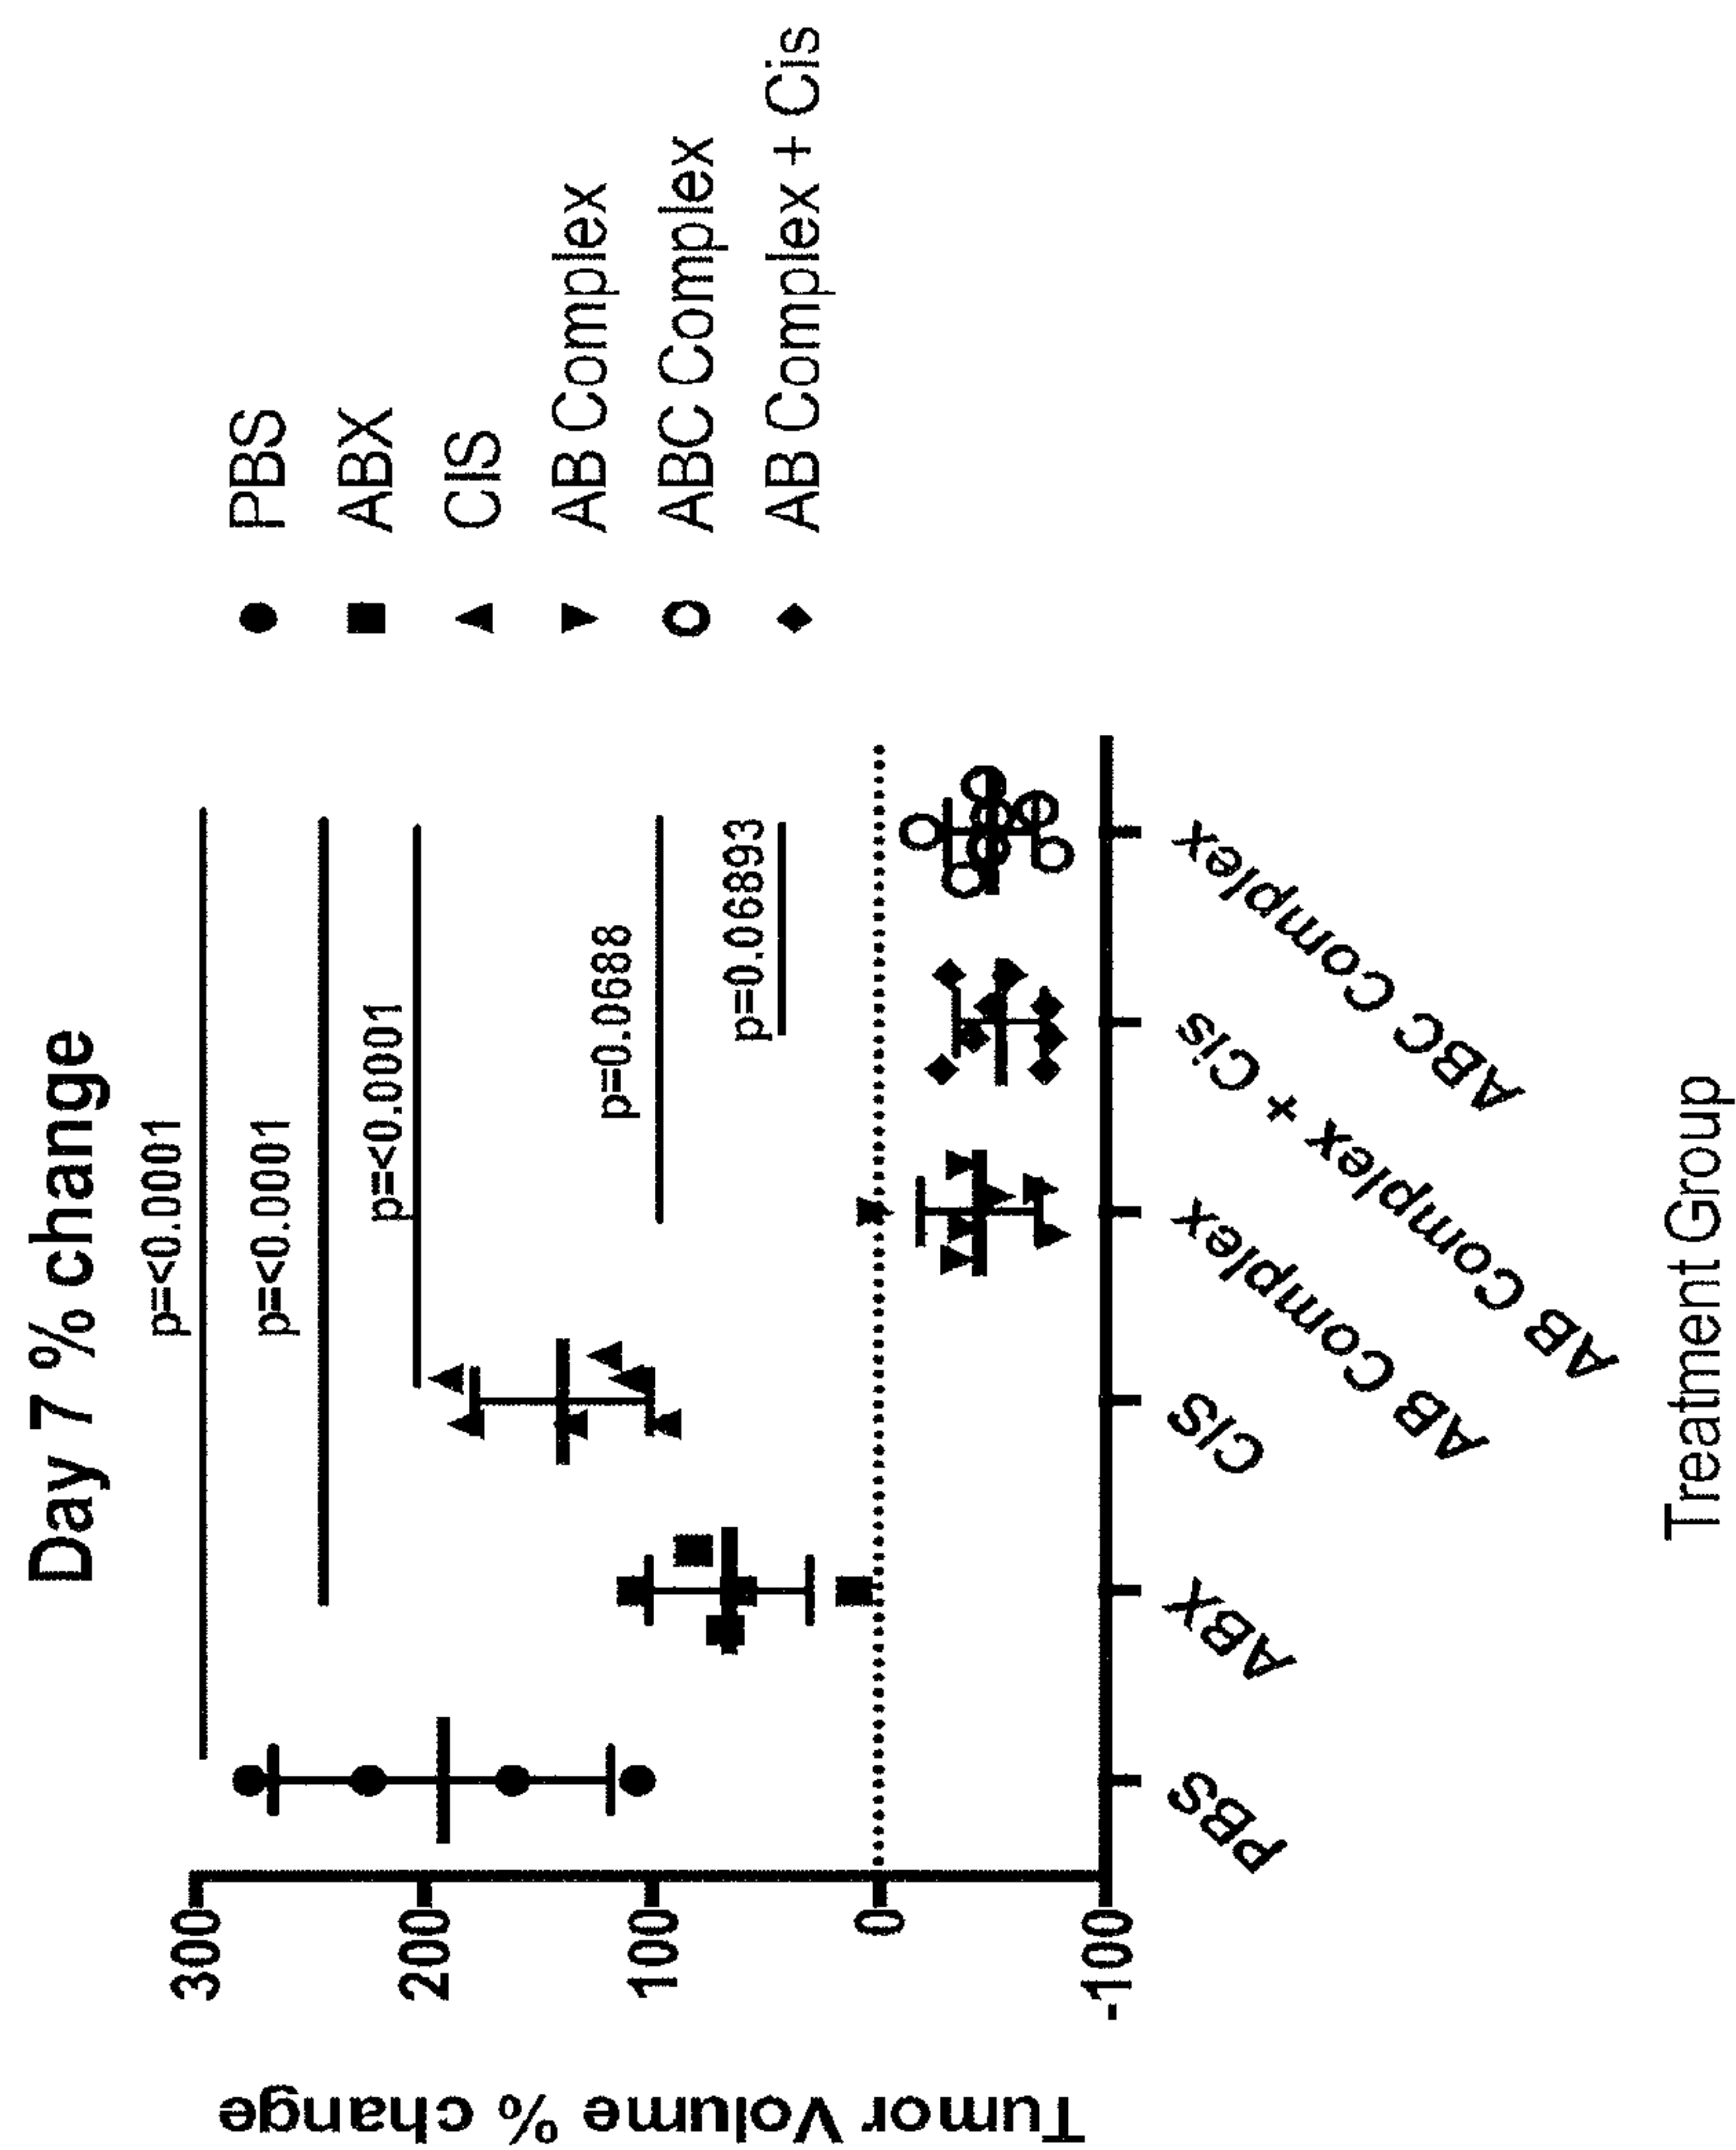 Day 7 % change
p=<0.0001
p=<0.0001
p=<0.0001
p=0.0688
p=0.06893
Tumor Volume % change
300
200
100
0
-100
PBS
ABX
CIS
AB Complex
AB Complex + Cis
ABC Complex
Treatment Group
PBS
ABX
CIS
AB Complex
ABC Complex
AB Complex + Cis